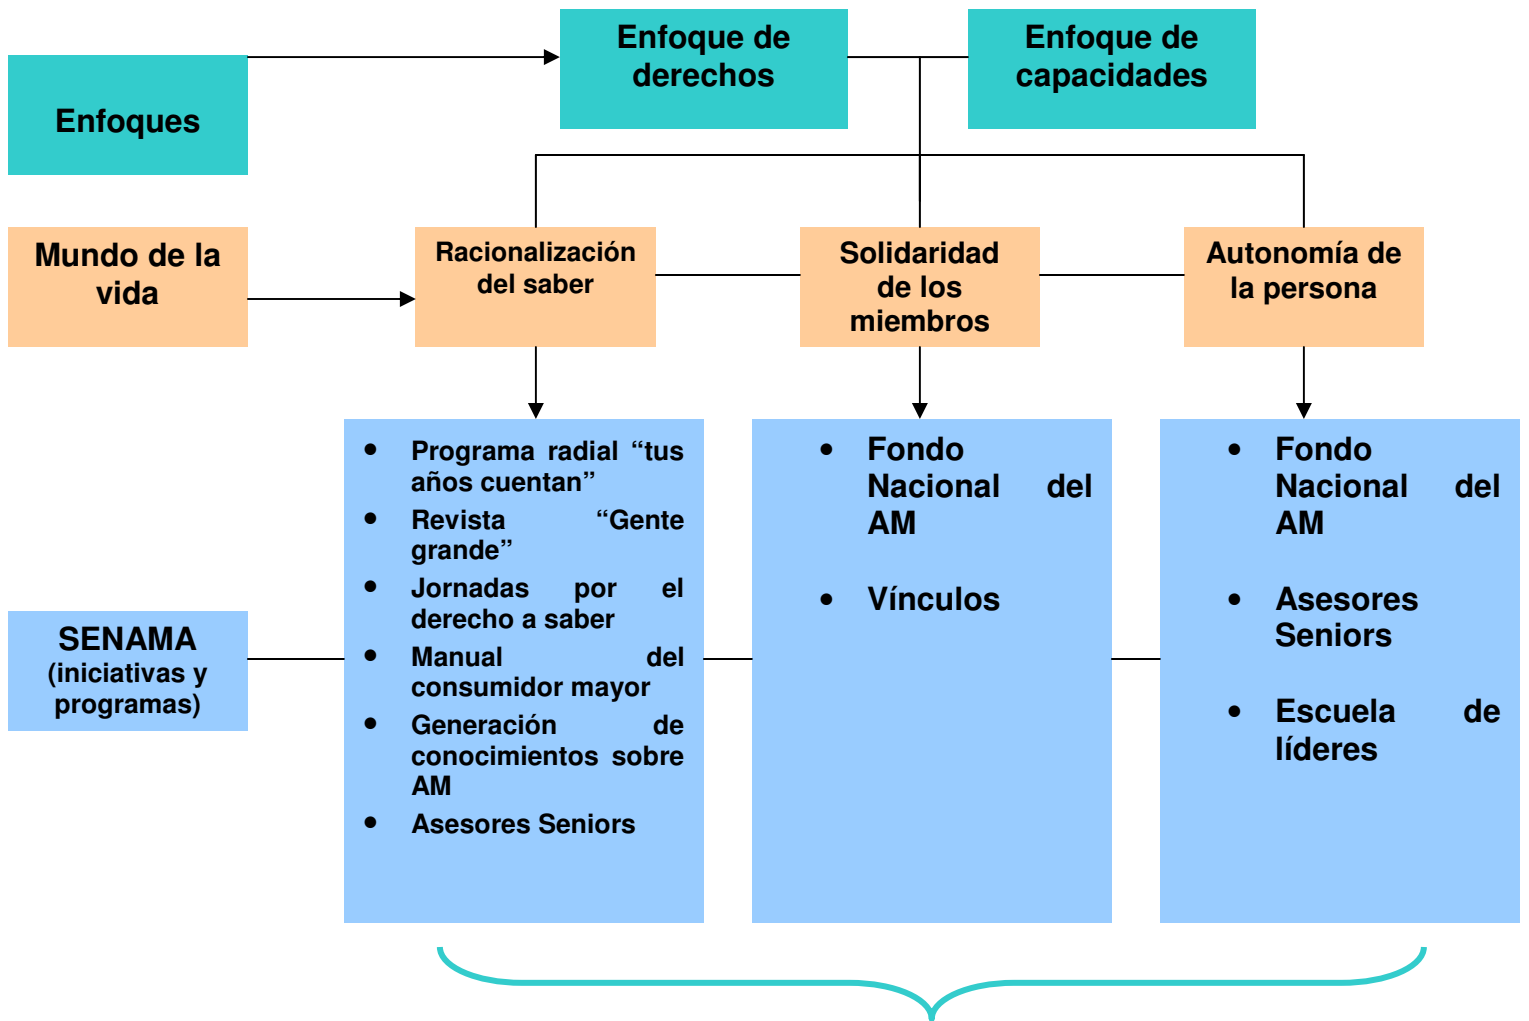 Enfoques
Enfoque de
derechos
Enfoque de
capacidades
Mundo de la
vida
Racionalización
del saber
Solidaridad
de los
miembros
Autonomía de
la persona
SENAMA
(iniciativas y
programas)
• Programa radial “tus
años cuentan”
• Revista “Gente
grande”
• Jornadas por el
derecho a saber
• Manual del
consumidor mayor
• Generación de
conocimientos sobre
AM
• Asesores Seniors
• Fondo
Nacional del
AM
• Vínculos
• Fondo
Nacional del
AM
• Asesores
Seniors
• Escuela de
líderes